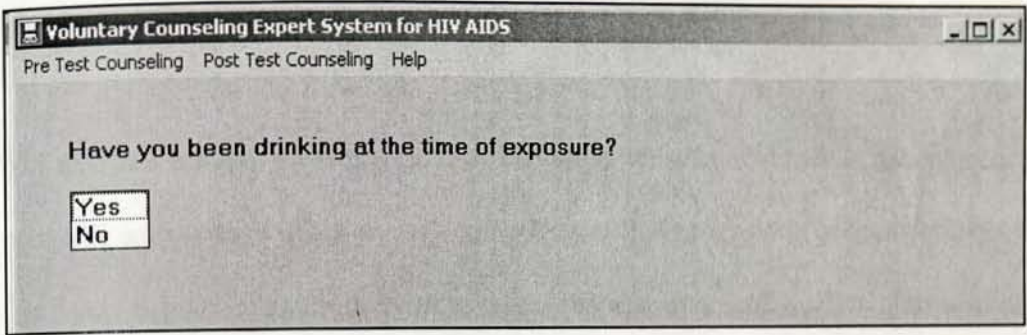 Voluntary Counseling Expert System for HIV AIDS
Pre Test Counseling Post Test Counseling Help
Have you been drinking at the time of exposure?
Yes
No